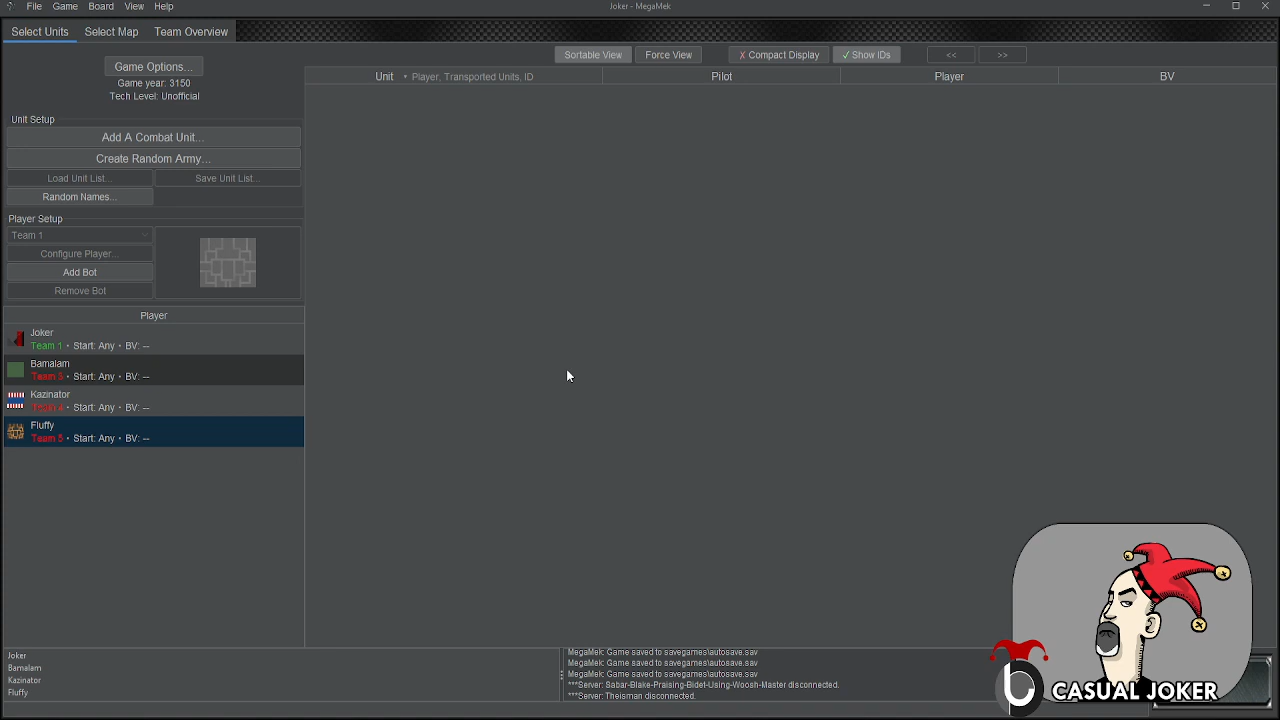 Joker - MegaMek
File Game Board View Help
Select Units Select Map Team Overview
Game Options...
Game year: 3150
Tech Level: Unofficial
Sortable View Force View ✗ Compact Display ✓ Show IDs << >>
Unit • Player, Transported Units, ID Pilot Player BV
Unit Setup
Add A Combat Unit...
Create Random Army...
Load Unit List... Save Unit List...
Random Names...
Player Setup
Team 1
Configure Player...
Add Bot
Remove Bot
Player
Joker
Team 1 • Start: Any • BV: --
Bamalam
Team 3 • Start: Any • BV: --
Kazinator
Team 4 • Start: Any • BV: --
Fluffy
Team 5 • Start: Any • BV: --
Joker
Bamalam
Kazinator
Fluffy
MegaMek: Game saved to savegames\autosave.sav
MegaMek: Game saved to savegames\autosave.sav
MegaMek: Game saved to savegames\autosave.sav
***Server: Sabar-Blake-Praising-Bidet-Using-Woosh-Master disconnected.
***Server: Theisman disconnected.
CASUAL JOKER